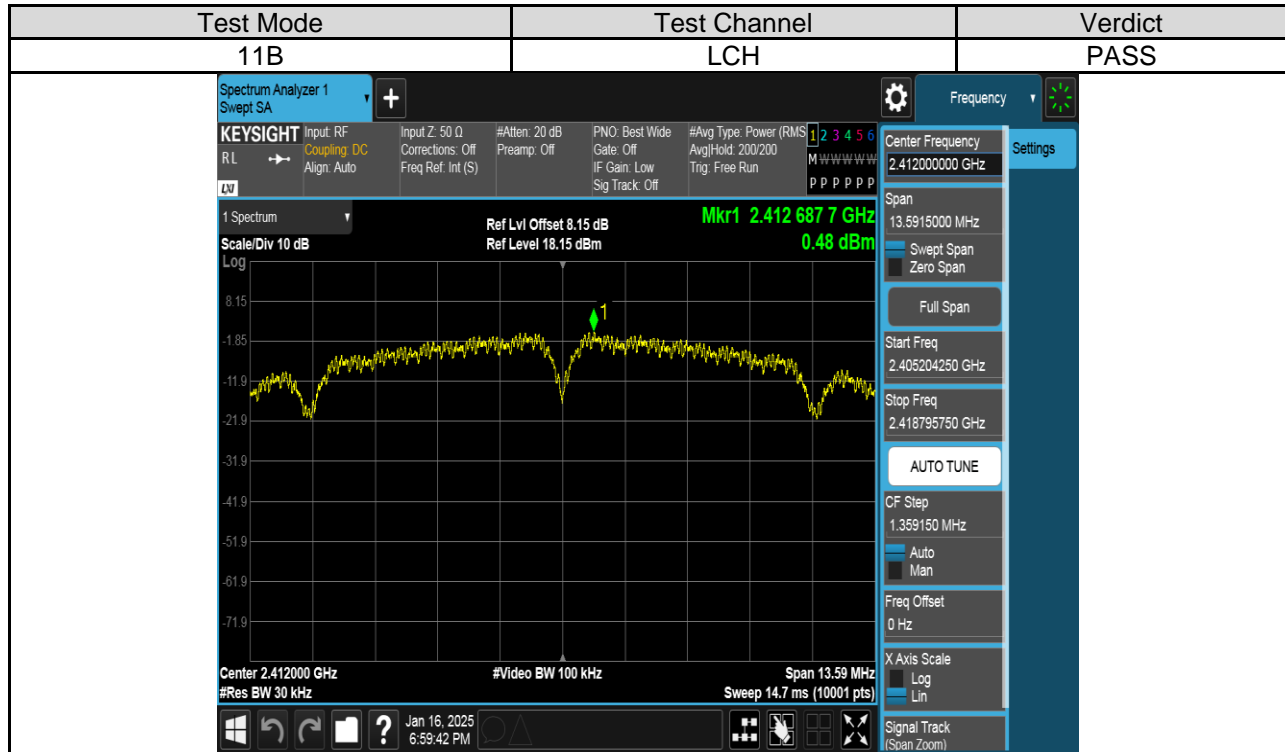 Test Mode Test Channel Verdict
11B LCH PASS
Spectrum Analyzer 1
Swept SA
+
Frequency
KEYSIGHT
RL
LXI
Input: RF
Coupling: DC
Align: Auto
Input Z: 50 Ω
Corrections: Off
Freq Ref: Int (S)
#Atten: 20 dB
Preamp: Off
PNO: Best Wide
Gate: Off
IF Gain: Low
Sig Track: Off
#Avg Type: Power (RMS
Avg|Hold: 200/200
Trig: Free Run
1 2 3 4 5 6
M W W W W W
P P P P P P
Center Frequency
2.412000000 GHz
Settings
1 Spectrum
Scale/Div 10 dB
Ref Lvl Offset 8.15 dB
Ref Level 18.15 dBm
Mkr1 2.412 687 7 GHz
0.48 dBm
Log
8.15
-1.85
-11.9
-21.9
-31.9
-41.9
-51.9
-61.9
-71.9
1
Center 2.412000 GHz
#Res BW 30 kHz
#Video BW 100 kHz
Span 13.59 MHz
Sweep 14.7 ms (10001 pts)
Span
13.5915000 MHz
Swept Span
Zero Span
Full Span
Start Freq
2.405204250 GHz
Stop Freq
2.418795750 GHz
AUTO TUNE
CF Step
1.359150 MHz
Auto
Man
Freq Offset
0 Hz
X Axis Scale
Log
Lin
Signal Track
(Span Zoom)
?
Jan 16, 2025
6:59:42 PM